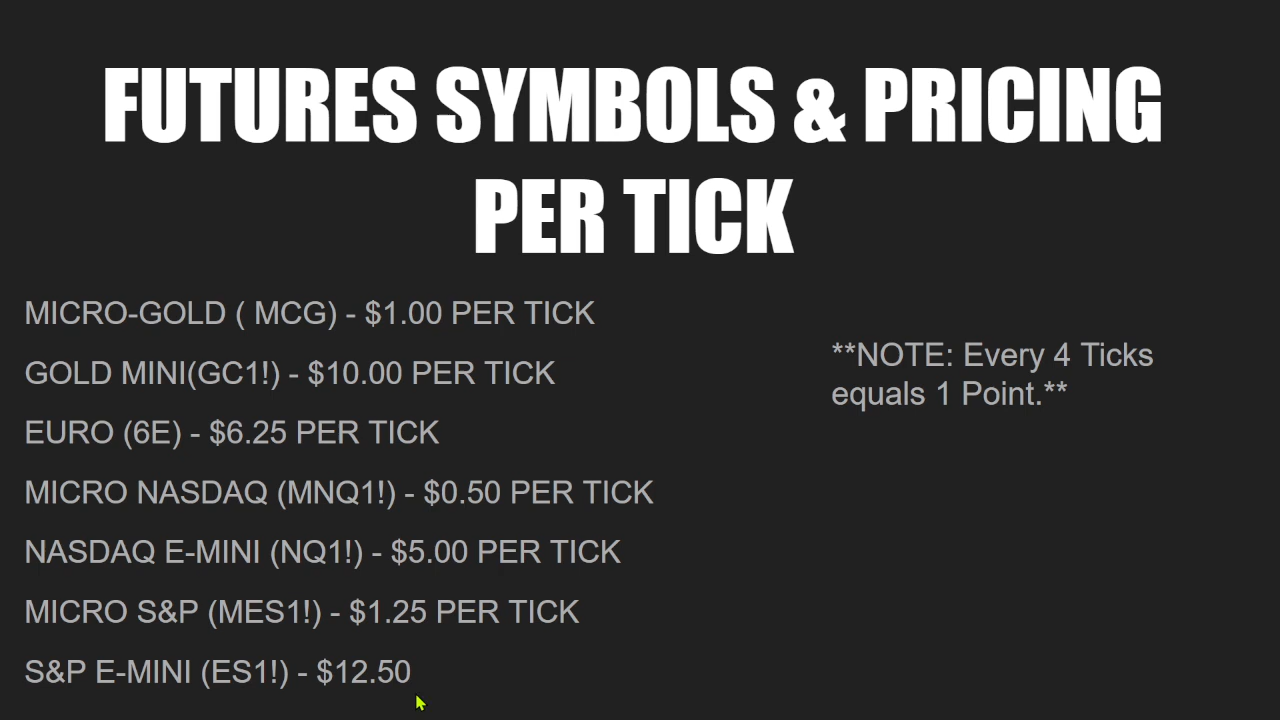 FUTURES SYMBOLS & PRICING
PER TICK
MICRO-GOLD ( MCG) - $1.00 PER TICK
GOLD MINI(GC1!) - $10.00 PER TICK
EURO (6E) - $6.25 PER TICK
MICRO NASDAQ (MNQ1!) - $0.50 PER TICK
NASDAQ E-MINI (NQ1!) - $5.00 PER TICK
MICRO S&P (MES1!) - $1.25 PER TICK
S&P E-MINI (ES1!) - $12.50
**NOTE: Every 4 Ticks
equals 1 Point.**